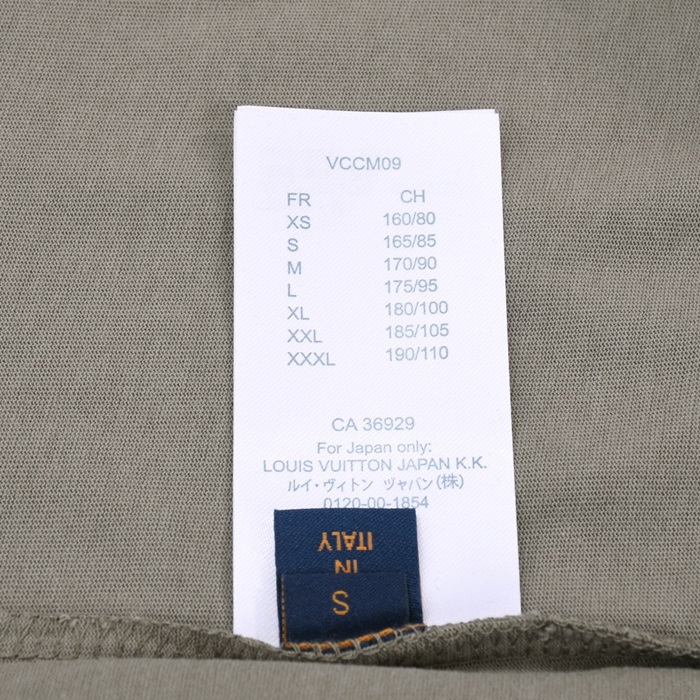 VCCM09
FR CH
XS 160/80
S 165/85
M 170/90
L 175/95
XL 180/100
XXL 185/105
XXXL 190/110
CA 36929
For Japan only:
LOUIS VUITTON JAPAN K.K.
ルイ・ヴィトン ヅャパン(株)
0120-00-1854
IN
ITALY
S